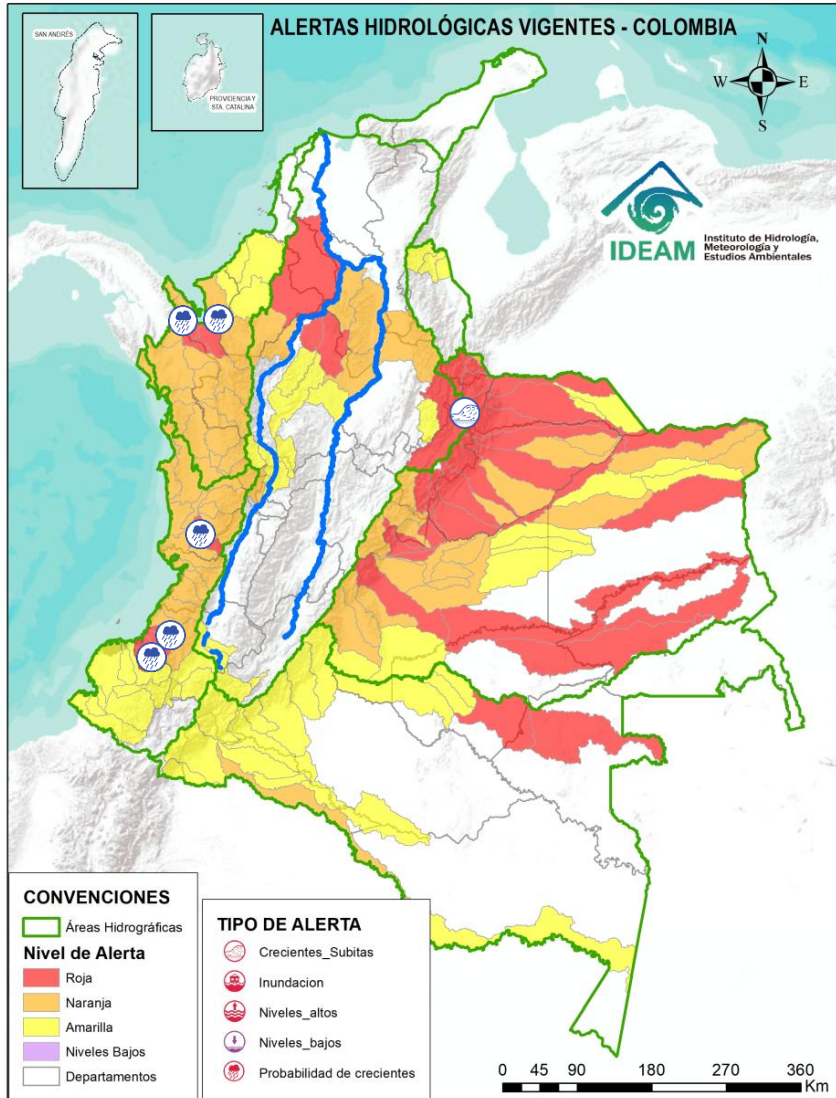 ALERTAS HIDROLÓGICAS VIGENTES - COLOMBIA
SAN ANDRÉS
PROVIDENCIA Y
STA. CATALINA
N
W
E
S
IDEAM
Instituto de Hidrología,
Meteorología y
Estudios Ambientales
CONVENCIONES
Áreas Hidrográficas
Nivel de Alerta
Roja
Naranja
Amarilla
Niveles Bajos
Departamentos
TIPO DE ALERTA
Crecientes_Subitas
Inundacion
Niveles_altos
Niveles_bajos
Probabilidad de crecientes
0 45 90 180 270 360
Km